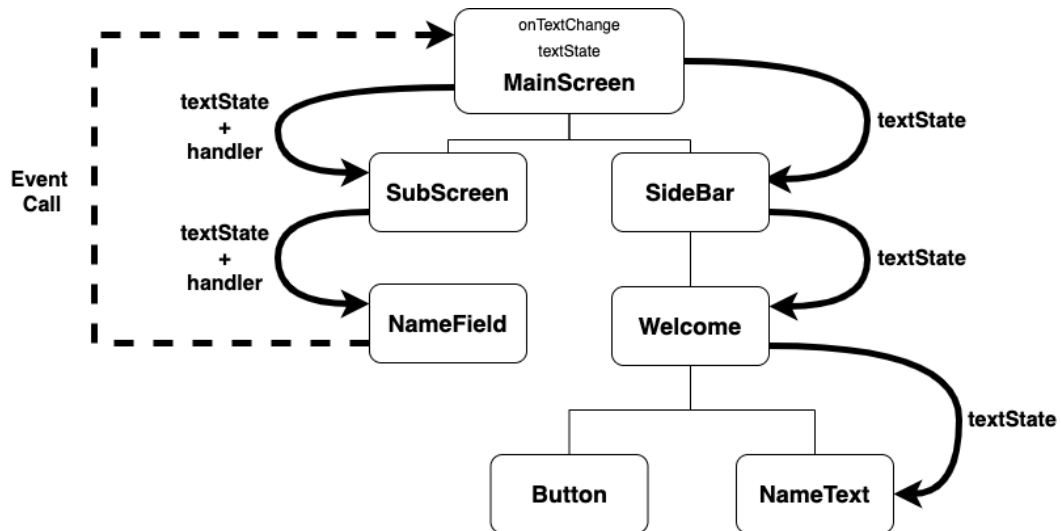 onTextChange
textState
MainScreen
textState
+
handler
textState
Event
Call
SubScreen
SideBar
textState
+
handler
textState
NameField
Welcome
textState
Button
NameText